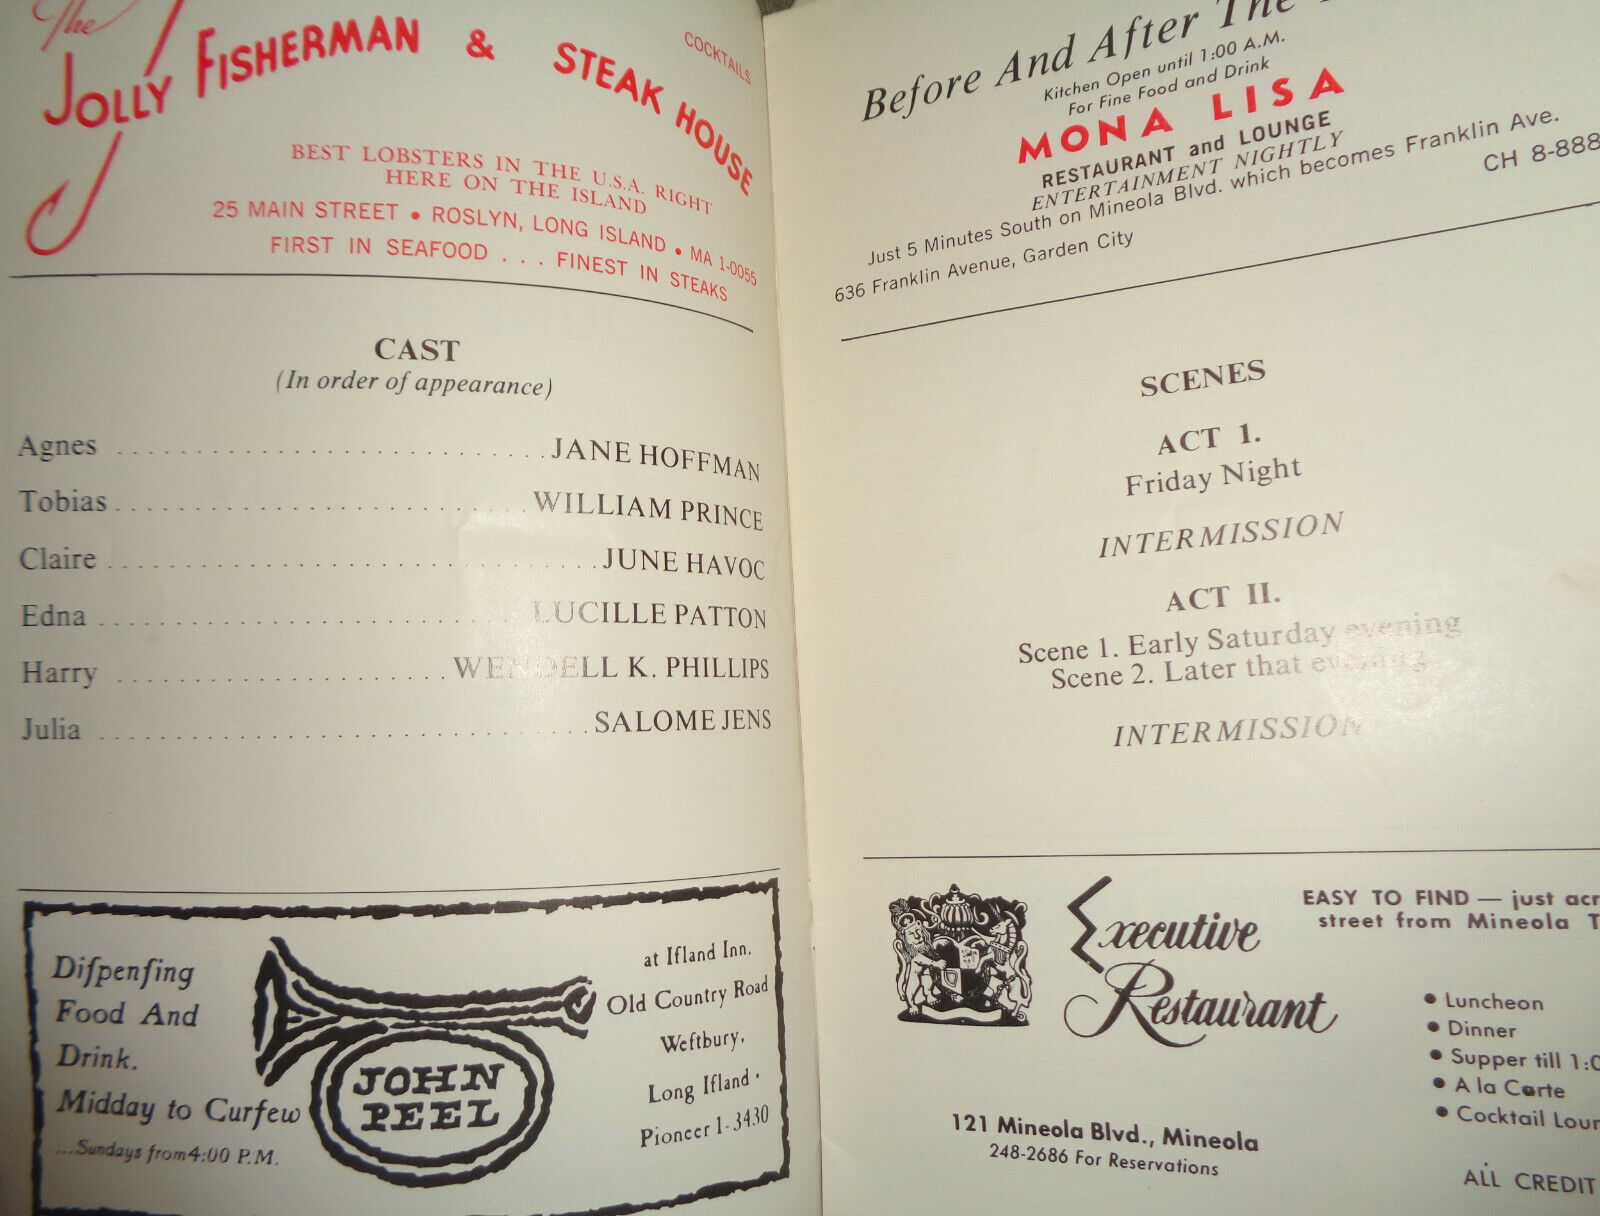 The
JOLLY FISHERMAN & STEAK HOUSE
COCKTAILS
BEST LOBSTERS IN THE U.S.A. RIGHT
HERE ON THE ISLAND
25 MAIN STREET • ROSLYN, LONG ISLAND • MA 1-0055
FIRST IN SEAFOOD . . . FINEST IN STEAKS
CAST
(In order of appearance)
Agnes . . . . . . . . . . . . . . . . . . . . . . . . . . . . JANE HOFFMAN
Tobias . . . . . . . . . . . . . . . . . . . . . . . . . . . WILLIAM PRINCE
Claire . . . . . . . . . . . . . . . . . . . . . . . . . . . . . . . . JUNE HAVOC
Edna . . . . . . . . . . . . . . . . . . . . . . . . . . . . LUCILLE PATTON
Harry . . . . . . . . . . . . . . . . . . . . . . WENDELL K. PHILLIPS
Julia . . . . . . . . . . . . . . . . . . . . . . . . . . . . . . . . SALOME JENS
Difpenfing
Food And
Drink.
Midday to Curfew
...Sundays from 4:00 P.M.
JOHN
PEEL
at Ifland Inn,
Old Country Road
Weftbury,
Long Ifland.
Pioneer 1-3430
Before And After The
Kitchen Open until 1:00 A.M.
For Fine Food and Drink
MONA LISA
RESTAURANT and LOUNGE
ENTERTAINMENT NIGHTLY
Just 5 Minutes South on Mineola Blvd. which becomes Franklin Ave.
636 Franklin Avenue, Garden City
CH 8-888
SCENES
ACT I.
Friday Night
INTERMISSION
ACT II.
Scene 1. Early Saturday evening
Scene 2. Later that evening
INTERMISSION
Executive
Restaurant
EASY TO FIND — just acr
street from Mineola T
• Luncheon
• Dinner
• Supper till 1:0
• A la Carte
• Cocktail Lour
121 Mineola Blvd., Mineola
248-2686 For Reservations
ALL CREDIT